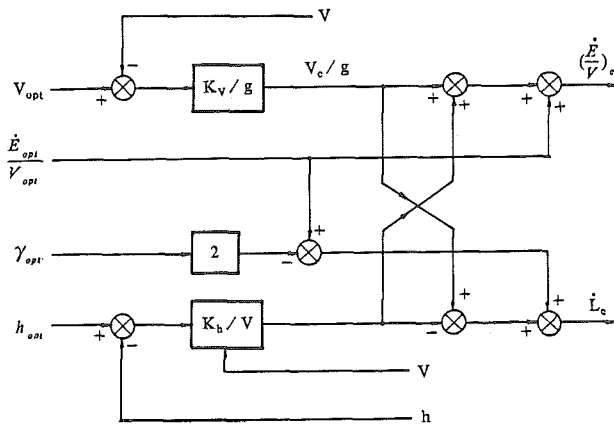 V
−
V_opt + K_V / g V_c / g + + + + (Ė/V)_c
Ė_opt / V_opt
γ_opt 2 − +
+ +
h_opt + − K_h / V − + L̇_c
V
h